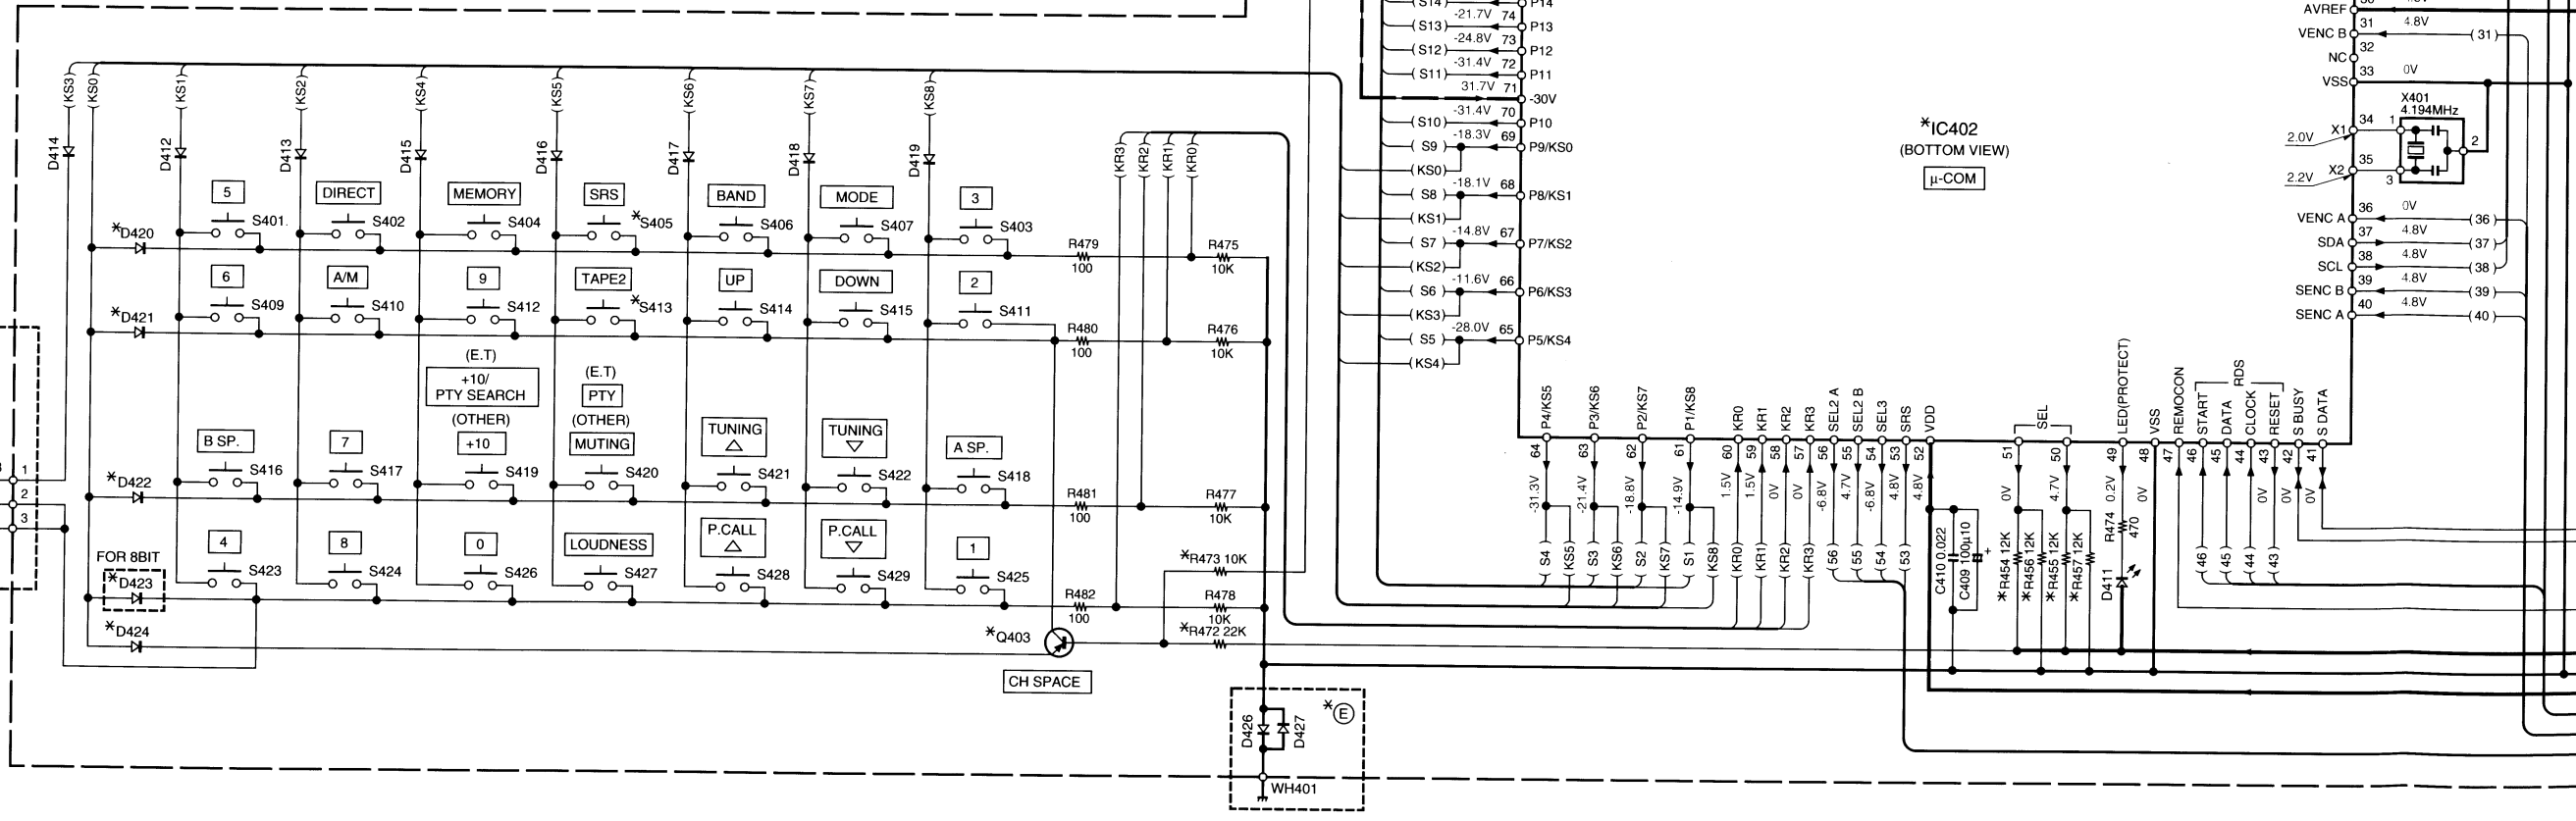 (KS3)
(KS0)
(KS1)
(KS2)
(KS4)
(KS5)
(KS6)
(KS7)
(KS8)
D414
D412
D413
D415
D416
D417
D418
D419
(KR3)
(KR2)
(KR1)
(KR0)
5
DIRECT
MEMORY
SRS
BAND
MODE
3
*D420
S401
S402
S404
*S405
S406
S407
S403
R479
100
R475
10K
6
A/M
9
TAPE2
UP
DOWN
2
*D421
S409
S410
S412
*S413
S414
S415
S411
R480
100
R476
10K
(E.T)
+10/
PTY SEARCH
(OTHER)
+10
(E.T)
PTY
(OTHER)
MUTING
B SP.
7
TUNING
△
TUNING
▽
A SP.
*D422
S416
S417
S419
S420
S421
S422
S418
R481
100
R477
10K
1
2
3
FOR 8BIT
*D423
4
8
0
LOUDNESS
P.CALL
△
P.CALL
▽
1
S423
S424
S426
S427
S428
S429
S425
R482
100
*R473 10K
R478
10K
*R472 22K
*D424
*Q403
CH SPACE
D426
D427
*Ⓔ
WH401
(S14) P14
(S13) -21.7V 74 P13
(S12) -24.8V 73 P12
(S11) -31.4V 72 P11
31.7V 71 -30V
(S10) -31.4V 70 P10
(S9) -18.3V 69 P9/KS0
(KS0)
(S8) -18.1V 68 P8/KS1
(KS1)
(S7) -14.8V 67 P7/KS2
(KS2)
(S6) -11.6V 66 P6/KS3
(KS3)
(S5) -28.0V 65 P5/KS4
(KS4)
*IC402
(BOTTOM VIEW)
μ-COM
AVREF
VENC B 31 4.8V (31)
NC 32
VSS 33 0V
X401
4.194MHz
X1 34 1
2.0V
2
X2 35 3
2.2V
VENC A 36 0V (36)
SDA 37 4.8V (37)
SCL 38 4.8V (38)
SENC B 39 4.8V (39)
SENC A 40 4.8V (40)
P4/KS5 64 -31.3V (S4) (KS5)
P3/KS6 63 -21.4V (S3) (KS6)
P2/KS7 62 -18.8V (S2) (KS7)
P1/KS8 61 -14.9V (S1) (KS8)
KR0 60 1.5V (KR0)
KR1 59 1.5V (KR1)
KR2 58 0V (KR2)
KR3 57 0V (KR3)
SEL2 A 56 -6.8V (56)
SEL2 B 55 4.7V (55)
SEL3 54 -6.8V (54)
SRS 53 4.8V (53)
VDD 52 4.8V
C410 0.022
C409 100μ10
+
SEL
51 0V
50 4.7V
*R454 12K
*R456 12K
*R455 12K
*R457 12K
LED(PROTECT) 49 0.2V
R474
470
D411
VSS 48 0V
REMOCON 47
RDS
START 46 (46)
DATA 45 (45)
CLOCK 44 (44)
RESET 43 0V (43)
S BUSY 42 0V
S DATA 41 0V